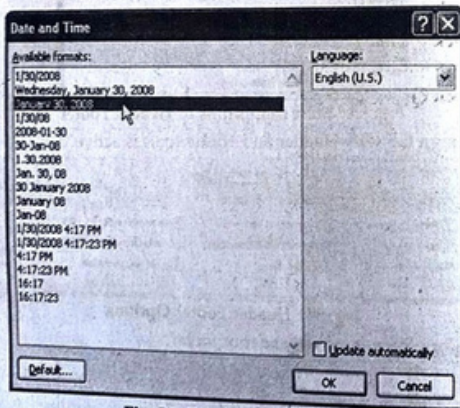 Date and Time
Available formats:
Language:
English (U.S.)
1/30/2008
Wednesday, January 30, 2008
January 30, 2008
1/30/08
2008-01-30
30-Jan-08
1.30.2008
Jan. 30, 08
30 January 2008
January 08
Jan-08
1/30/2008 4:17 PM
1/30/2008 4:17:23 PM
4:17 PM
4:17:23 PM
16:17
16:17:23
Update automatically
Default...
OK
Cancel